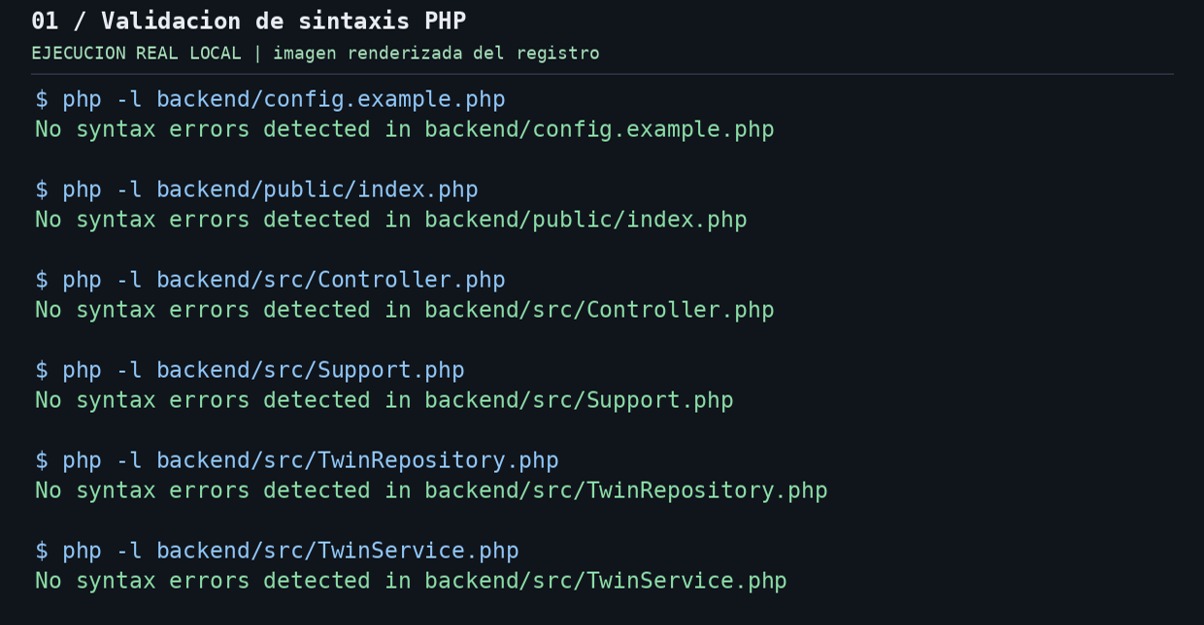 01 / Validacion de sintaxis PHP
EJECUCION REAL LOCAL | imagen renderizada del registro
$ php -l backend/config.example.php
No syntax errors detected in backend/config.example.php
$ php -l backend/public/index.php
No syntax errors detected in backend/public/index.php
$ php -l backend/src/Controller.php
No syntax errors detected in backend/src/Controller.php
$ php -l backend/src/Support.php
No syntax errors detected in backend/src/Support.php
$ php -l backend/src/TwinRepository.php
No syntax errors detected in backend/src/TwinRepository.php
$ php -l backend/src/TwinService.php
No syntax errors detected in backend/src/TwinService.php